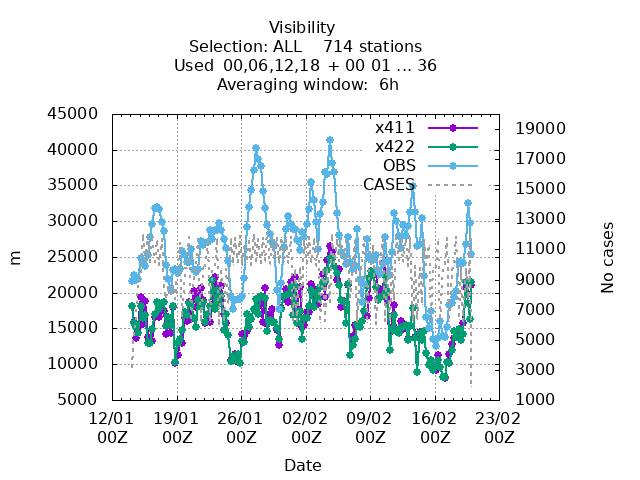 Visibility
Selection: ALL    714 stations
Used  00,06,12,18  + 00  01 ... 36
Averaging window:  6h
x411
x422
OBS
CASES
45000
40000
35000
30000
25000
20000
15000
10000
5000
m
19000
17000
15000
13000
11000
9000
7000
5000
3000
1000
No cases
12/01 19/01 26/01 02/02 09/02 16/02 23/02
00Z 00Z 00Z 00Z 00Z 00Z 00Z
Date